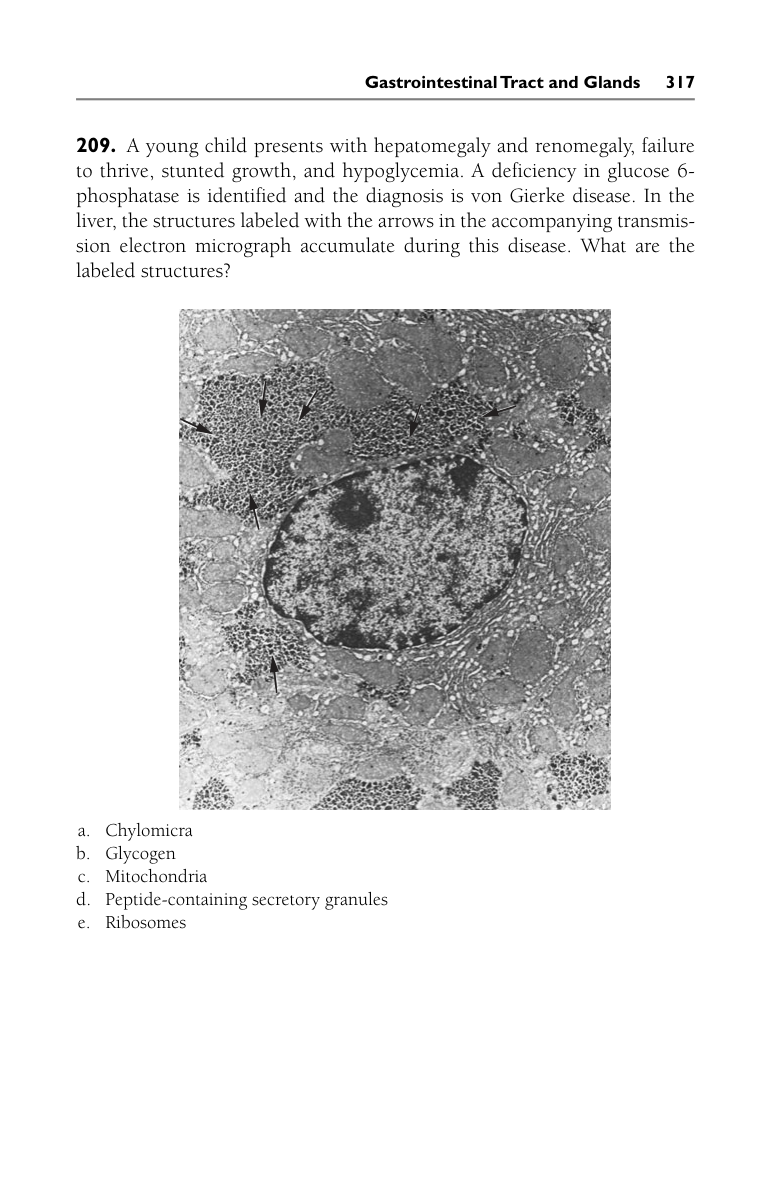 Gastrointestinal Tract and Glands 317
209. A young child presents with hepatomegaly and renomegaly, failure
to thrive, stunted growth, and hypoglycemia. A deficiency in glucose 6-
phosphatase is identified and the diagnosis is von Gierke disease. In the
liver, the structures labeled with the arrows in the accompanying transmis-
sion electron micrograph accumulate during this disease. What are the
labeled structures?
a. Chylomicra
b. Glycogen
c. Mitochondria
d. Peptide-containing secretory granules
e. Ribosomes